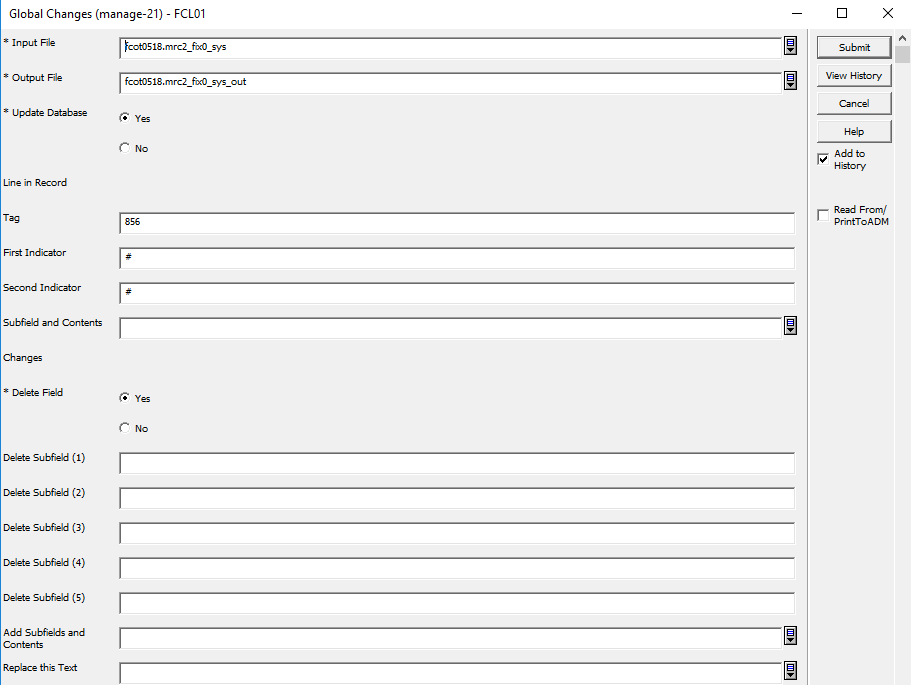 Global Changes (manage-21) - FCL01
* Input File
fcot0518.mrc2_fix0_sys
Submit
* Output File
fcot0518.mrc2_fix0_sys_out
View History
Cancel
* Update Database
Yes
Help
No
Add to
History
Line in Record
Read From/
PrintToADM
Tag
856
First Indicator
#
Second Indicator
#
Subfield and Contents
Changes
* Delete Field
Yes
No
Delete Subfield (1)
Delete Subfield (2)
Delete Subfield (3)
Delete Subfield (4)
Delete Subfield (5)
Add Subfields and
Contents
Replace this Text